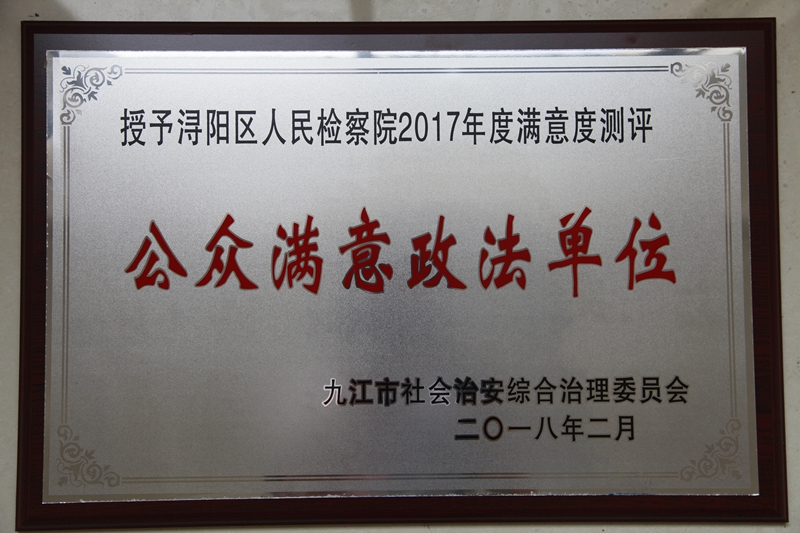 授予浔阳区人民检察院2017年度满意度测评
公众满意政法单位
九江市社会治安综合治理委员会
二〇一八年二月